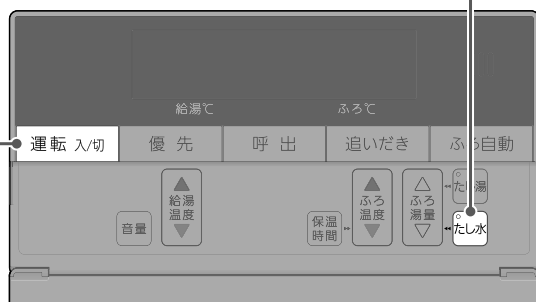 給湯℃ ふろ℃
運転 入/切 優先 呼出 追いだき ふろ自動
給湯
温度
音量
保温
時間
ふろ
温度
ふろ
湯量
たし湯
たし水